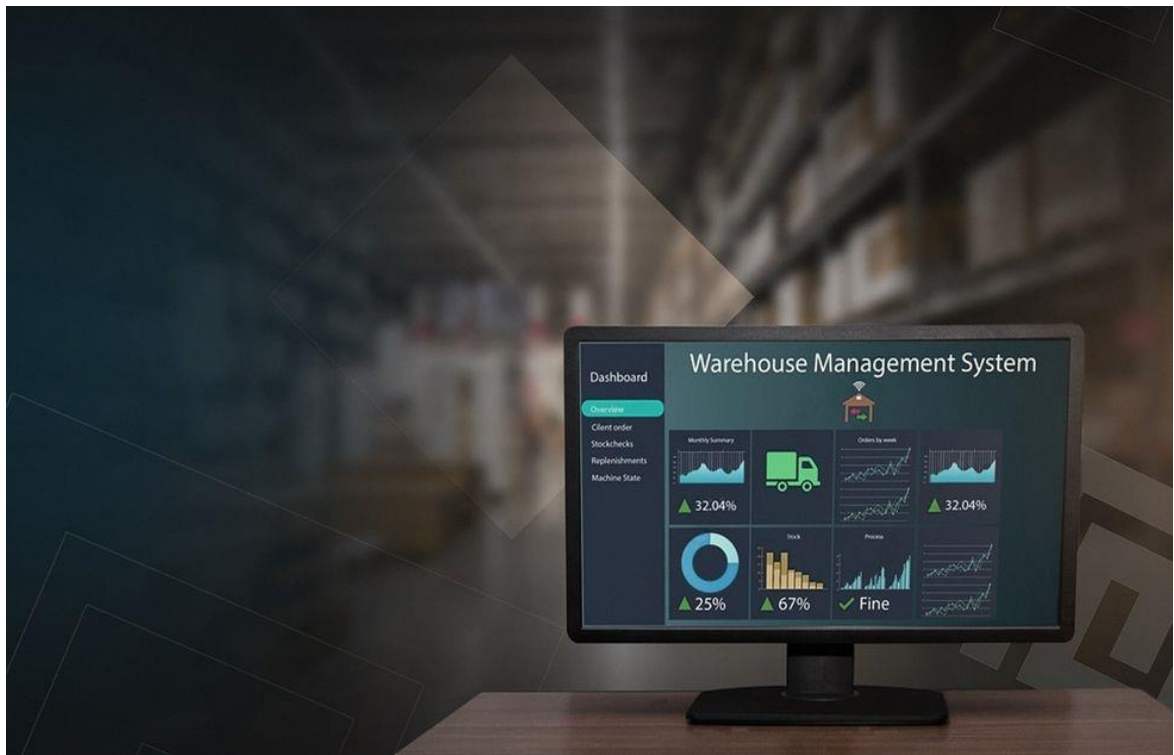 Warehouse Management System
Dashboard
Overview
Cilent order
Stockchecks
Replenishments
Machine State
Monthly Summary
Orders by week
32.04%
32.04%
Stock
Process
25%
67%
Fine